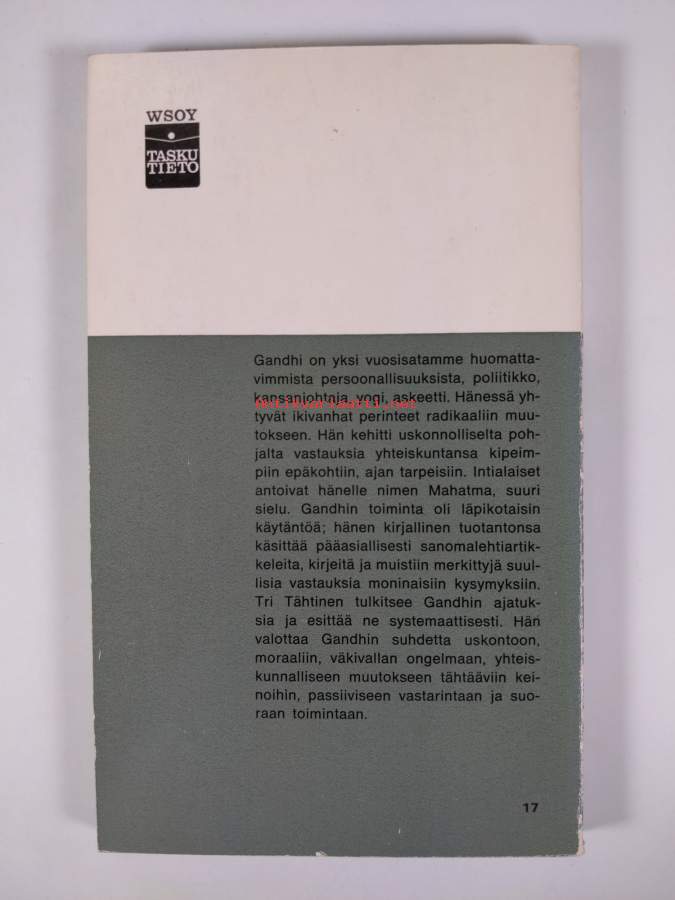 WSOY
TASKU
TIETO
Gandhi on yksi vuosisatamme huomatta-
vimmista persoonallisuuksista, poliitikko,
kansanjohtaja, yogi, askeetti. Hänessä yh-
antikvariaatti.net
tyvät ikivanhat perinteet radikaaliin muu-
tokseen. Hän kehitti uskonnolliselta poh-
jalta vastauksia yhteiskuntansa kipeim-
piin epäkohtiin, ajan tarpeisiin. Intialaiset
antoivat hänelle nimen Mahatma, suuri
sielu. Gandhin toiminta oli läpikotaisin
käytäntöä; hänen kirjallinen tuotantonsa
käsittää pääasiallisesti sanomalehtiartik-
keleita, kirjeitä ja muistiin merkittyjä suul-
lisia vastauksia moninaisiin kysymyksiin.
Tri Tähtinen tulkitsee Gandhin ajatuk-
sia ja esittää ne systemaattisesti. Hän
valottaa Gandhin suhdetta uskontoon,
moraaliin, väkivallan ongelmaan, yhteis-
kunnalliseen muutokseen tähtääviin kei-
noihin, passiiviseen vastarintaan ja suo-
raan toimintaan.
17